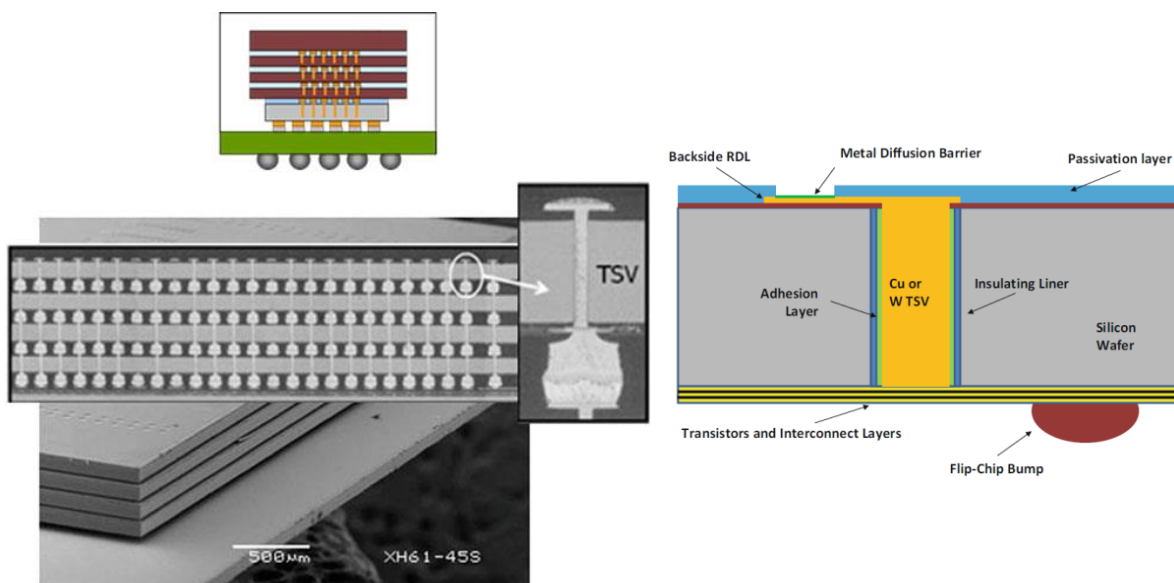 TSV
500µm
XH61-45S
Backside RDL
Metal Diffusion Barrier
Passivation layer
Adhesion
Layer
Cu or
W TSV
Insulating Liner
Silicon
Wafer
Transistors and Interconnect Layers
Flip-Chip Bump